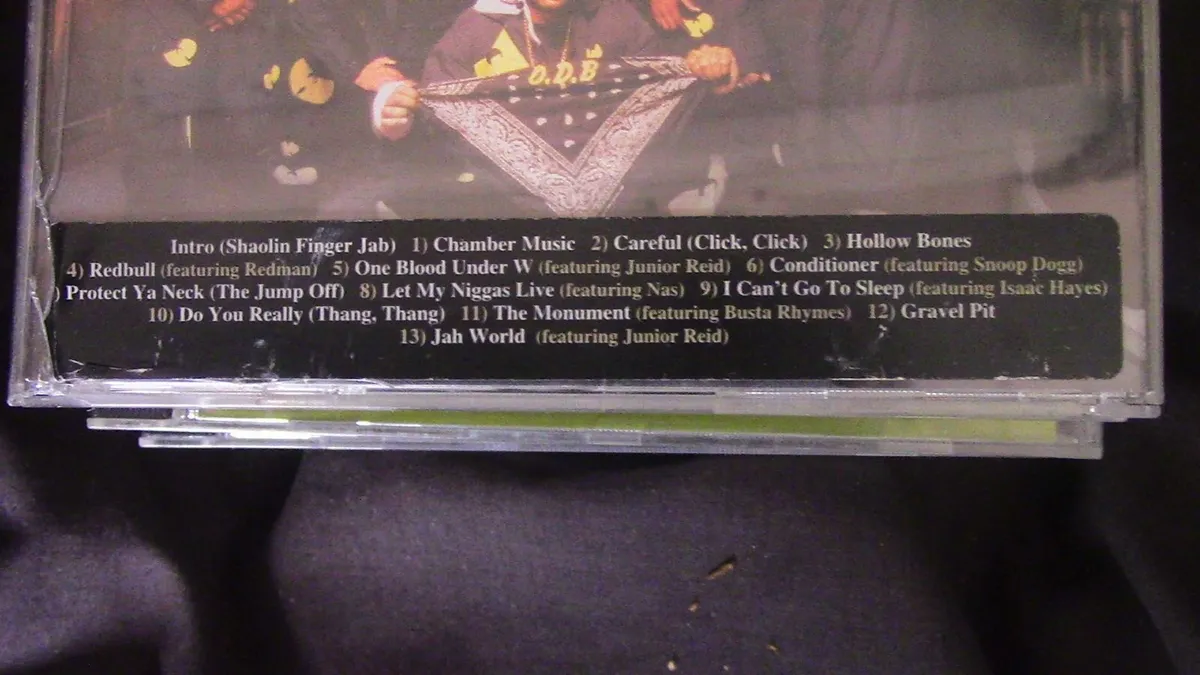 O.D.B
Intro (Shaolin Finger Jab) 1) Chamber Music 2) Careful (Click, Click) 3) Hollow Bones
4) Redbull (featuring Redman) 5) One Blood Under W (featuring Junior Reid) 6) Conditioner (featuring Snoop Dogg)
) Protect Ya Neck (The Jump Off) 8) Let My Niggas Live (featuring Nas) 9) I Can't Go To Sleep (featuring Isaac Hayes)
10) Do You Really (Thang, Thang) 11) The Monument (featuring Busta Rhymes) 12) Gravel Pit
13) Jah World (featuring Junior Reid)